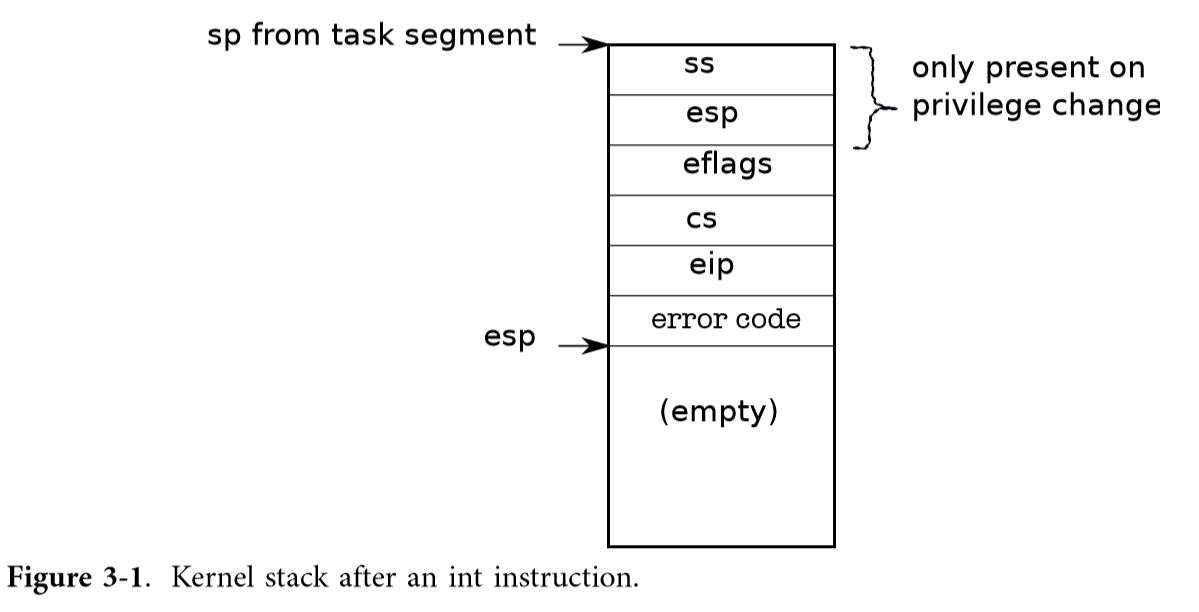 sp from task segment
ss
only present on
privilege change
esp
eflags
cs
eip
error code
esp
(empty)
Figure 3-1. Kernel stack after an int instruction.